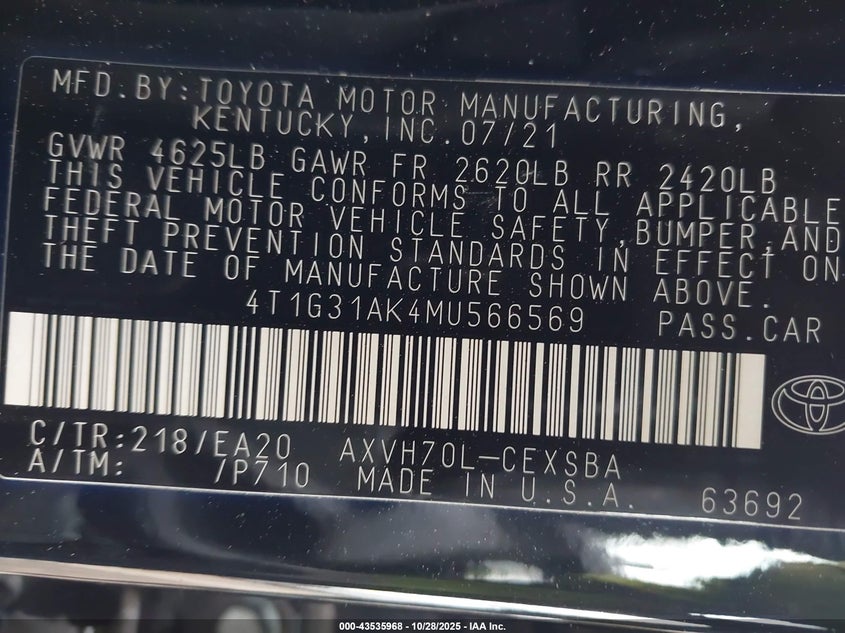 MFD.BY:TOYOTA MOTOR MANUFACTURING,
KENTUCKY,INC.07/21
GVWR 4625LB GAWR FR 2620LB RR 2420LB
THIS VEHICLE CONFORMS TO ALL APPLICABLE
FEDERAL MOTOR VEHICLE SAFETY,BUMPER,AND
THEFT PREVENTION STANDARDS IN EFFECT ON
THE DATE OF MANUFACTURE SHOWN ABOVE.
4T1G31AK4MU566569 PASS.CAR
C/TR:218/EA20 AXVH70L-CEXSBA
A/TM: /P710 MADE IN U.S.A. 63692
000-43535968 | 10/28/2025 - IAA Inc.